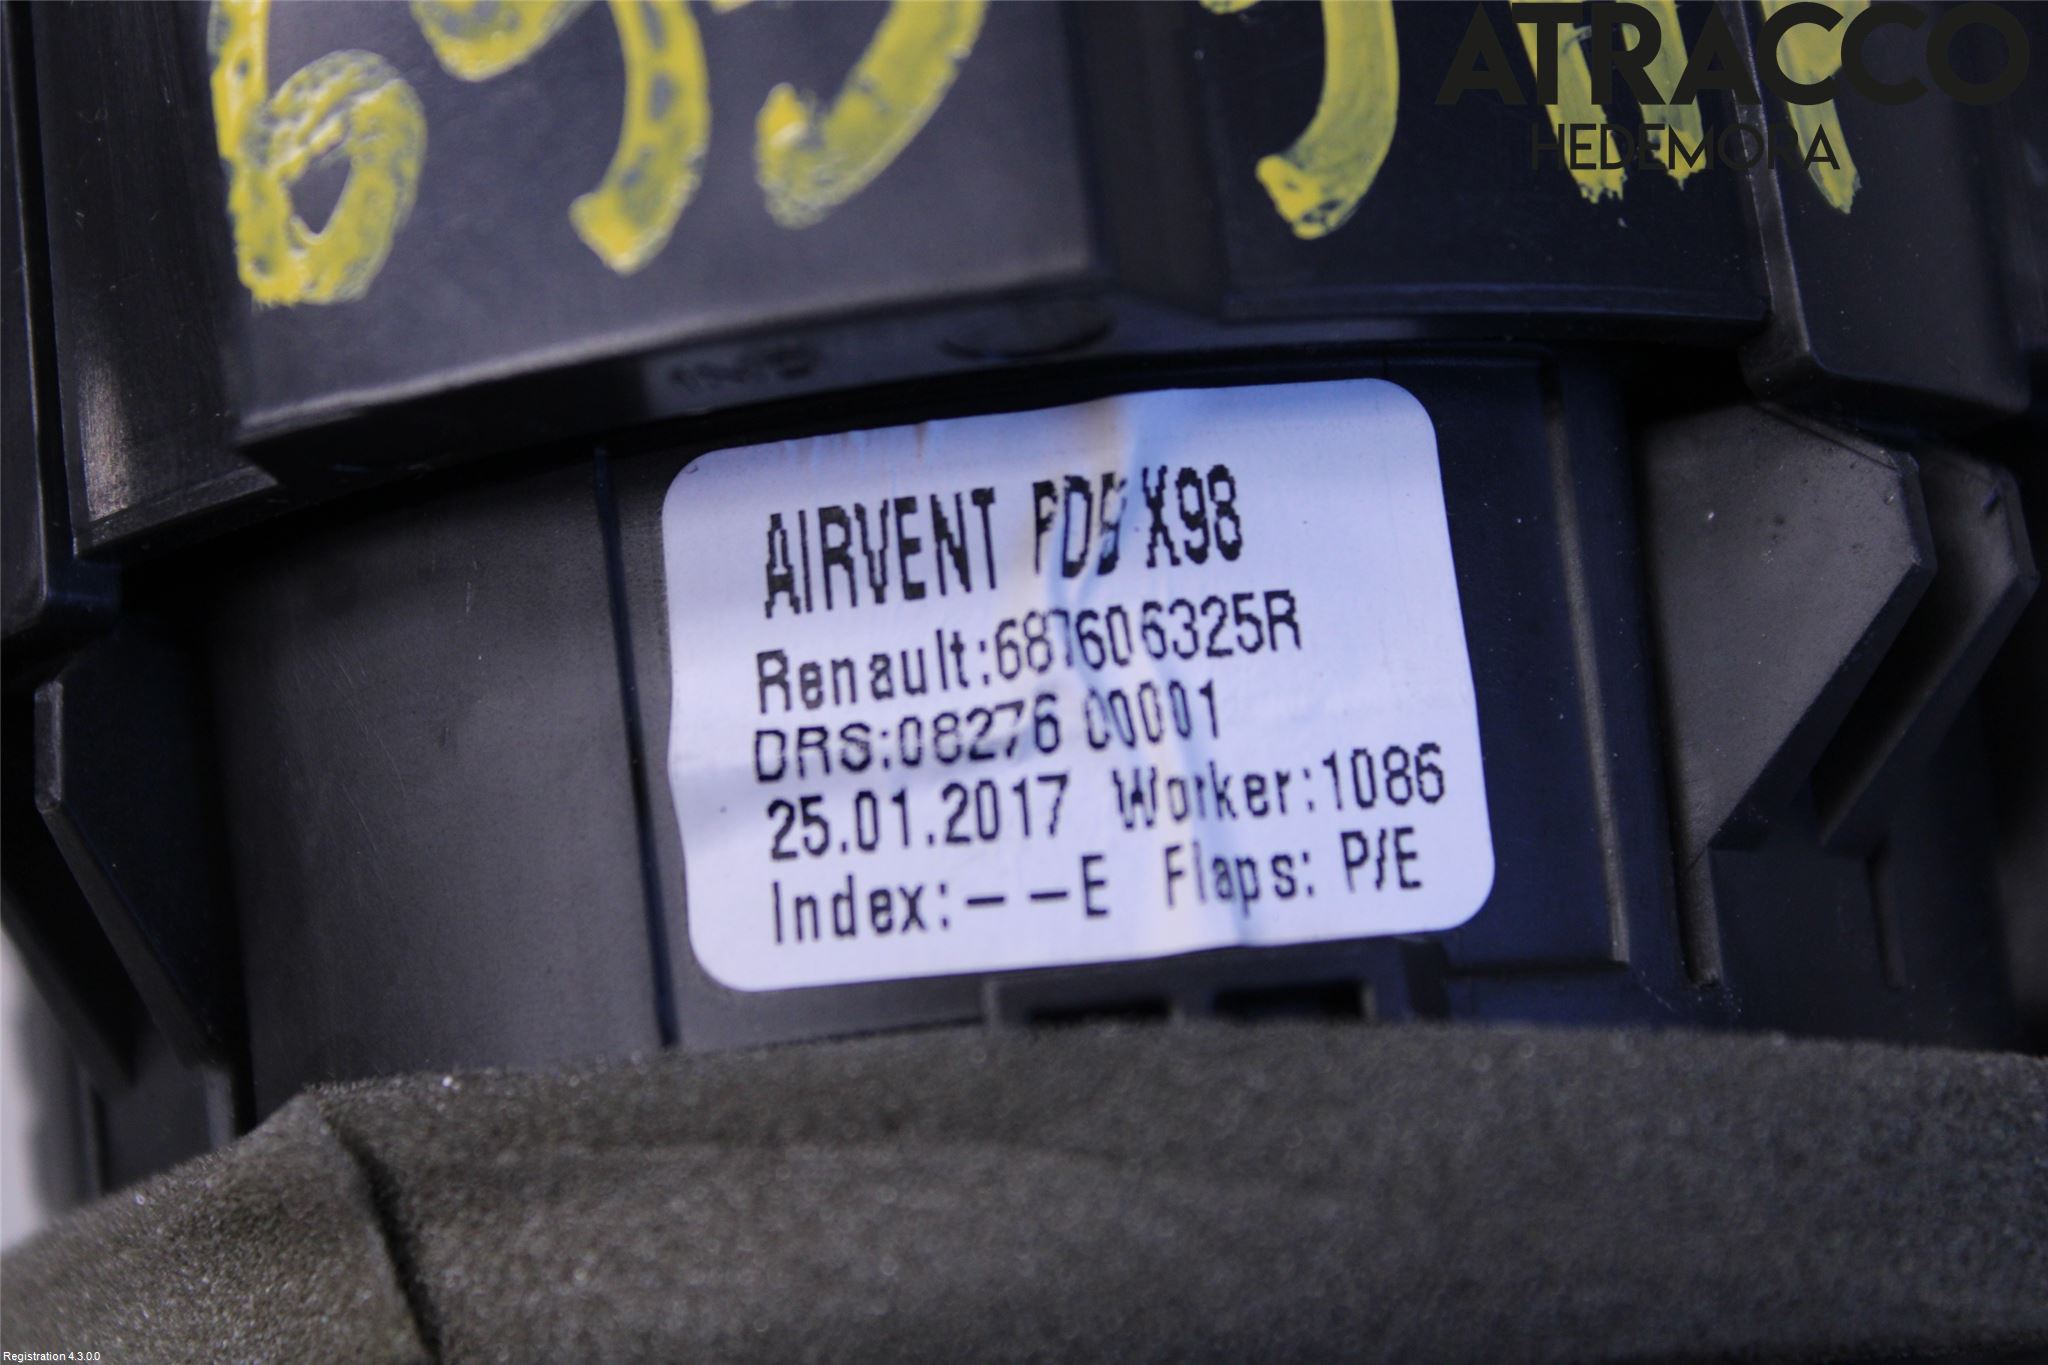 ATRACCO
HEDEMORA
AIRVENT X98
Renault:687606325R
DRS:08276 00001
25.01.2017 Worker:1086
Index:--E Flaps: P/E
Registration 4.3.0.0